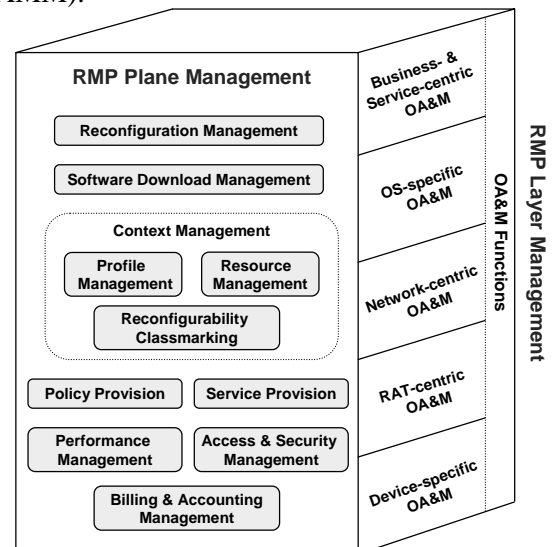 AMM).
RMP Plane Management
Reconfiguration Management
Software Download Management
Context Management
Profile
Management
Resource
Management
Reconfigurability
Classmarking
Policy Provision
Service Provision
Performance
Management
Access & Security
Management
Billing & Accounting
Management
Business- &
Service-centric
OA&M
OS-specific
OA&M
Network-centric
OA&M
RAT-centric
OA&M
Device-specific
OA&M
OA&M Functions
RMP Layer Management